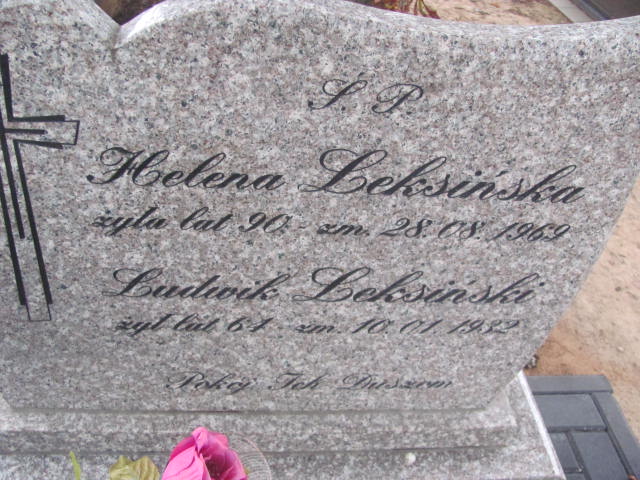 Ś. P.
Helena Leksińska
żyła lat 90 - zm. 28.08.1969
Ludwik Leksiński
żył lat 64 - zm. 10.01.1942
Pokój Ich Duszom